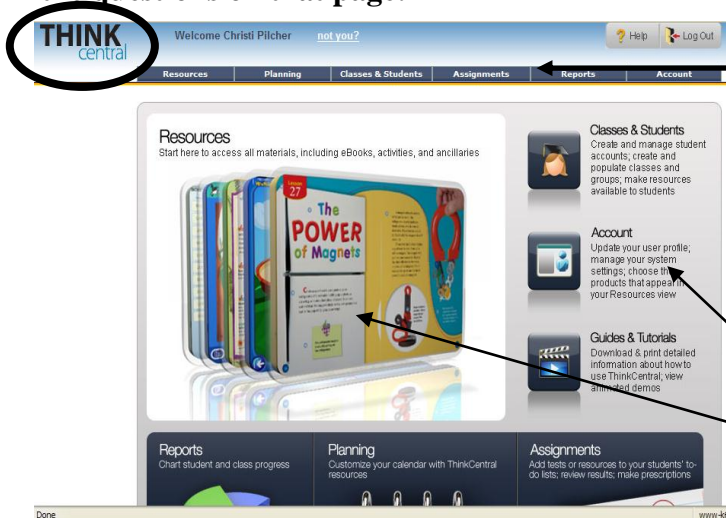 THINK
central
Welcome Christi Pilcher not you?
Help Log Out
Resources Planning Classes & Students Assignments Reports Account
Resources
Start here to access all materials, including eBooks, activities, and ancillaries
Lesson
27
The
POWER
of Magnets
Classes & Students
Create and manage student
accounts; create and
populate classes and
groups; make resources
available to students
Account
Update your user profile;
manage your system
settings; choose
products that appear in
your Resources view
Guides & Tutorials
Download & print detailed
information about how to
use ThinkCentral; view
animated demos
Reports
Chart student and class progress
Planning
Customize your calendar with ThinkCentral
resources
Assignments
Add tests or resources to your students' to-
do lists; review results; make prescriptions
Done